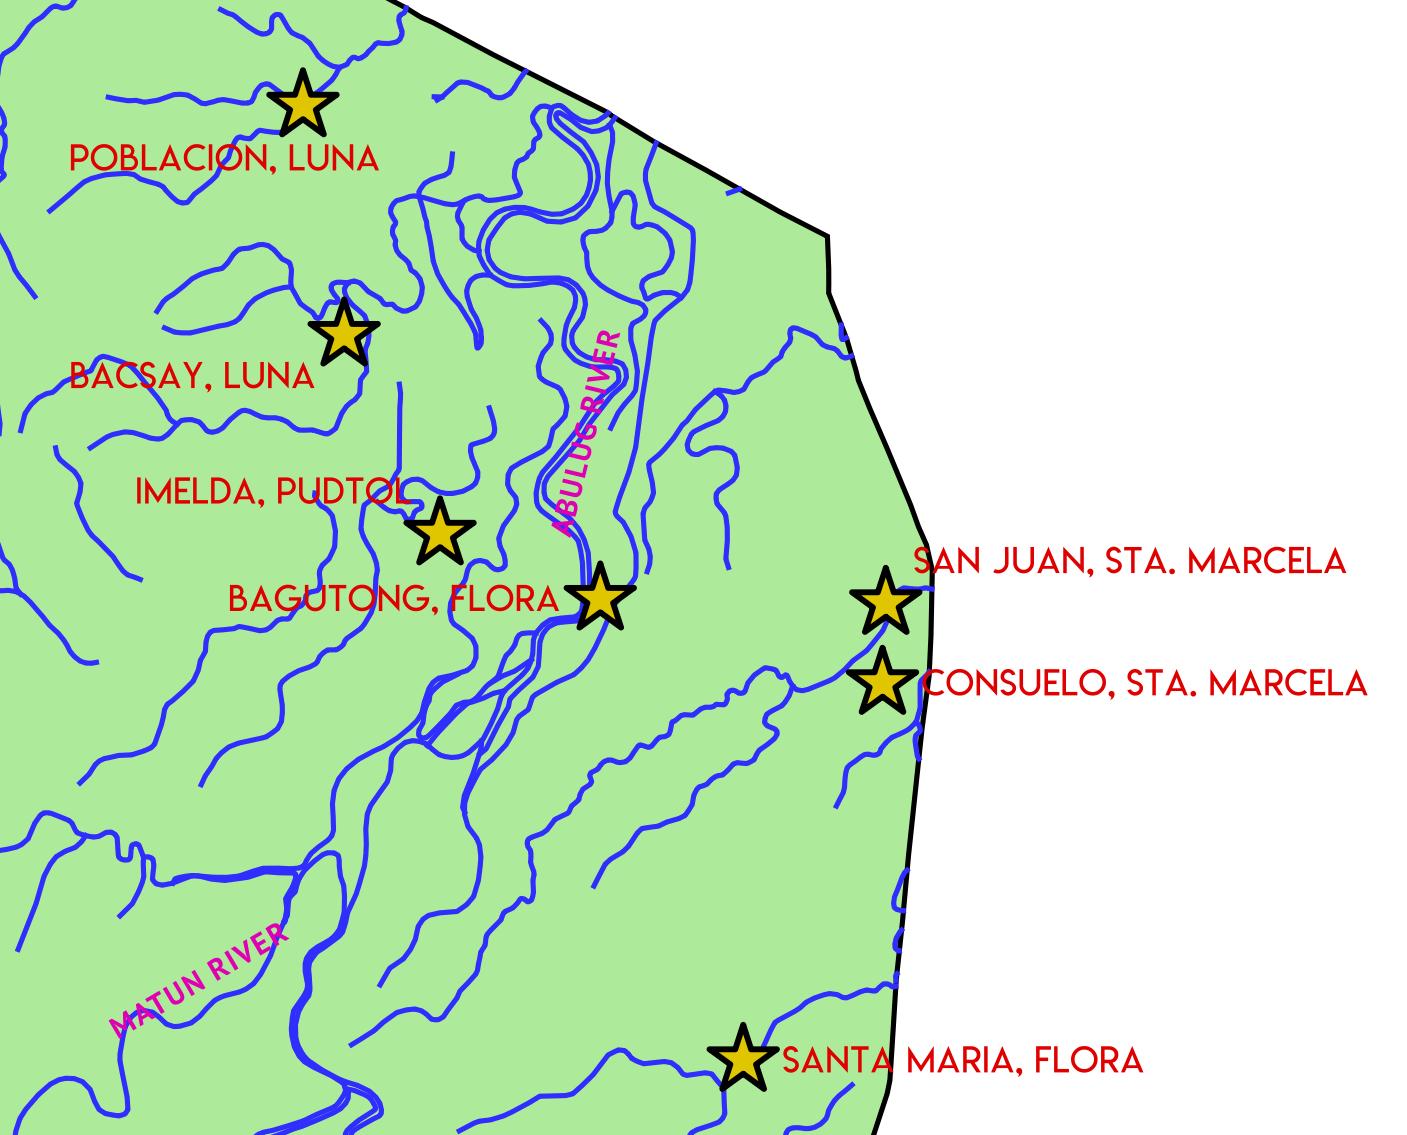 POBLACION, LUNA
BACSAY, LUNA
ABULUG RIVER
IMELDA, PUDTOL
SAN JUAN, STA. MARCELA
BAGUTONG, FLORA
CONSUELO, STA. MARCELA
MATUN RIVER
SANTA MARIA, FLORA